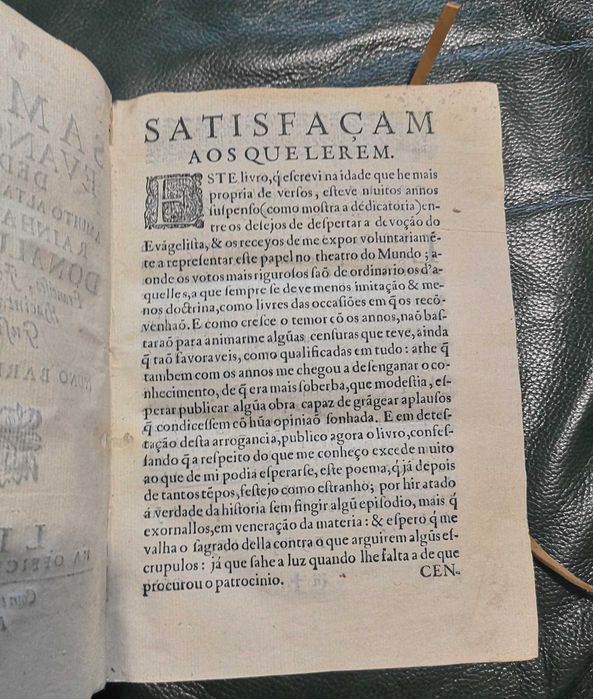 SATISFAÇAM
AOS QUE LEREM.
ESTE livro, q̃ eſcrevi na idade que he mais
propria de verſos, eſteve muitos annos
ſuſpenſo (como moſtra a dedicatoria) en-
tre os deſejos de deſpertar a devoção do
Ævãgeliſta, & os receyos de me expor voluntariamẽ-
te a repreſentar eſte papel no theatro do Mundo ; a-
onde os votos mais riguroſos ſaõ de ordinario os d'a-
quelles, a que ſempre ſe deve menos imitação & me-
nos doctrina, como livres das occaſiões em q̃ os recõ-
venhaõ. E como creſce o temor cõ os annos, naõ baſ-
taraõ para animarme algũas cenſuras que teve, ainda
q̃ taõ favoraveis, como qualificadas em tudo : athe q̃
tambem com os annos me chegou a deſenganar o co-
nhecimento, de q̃ era mais ſoberba, que modeſtia, eſ-
perar publicar algũa obra capaz de grãgear aplauſos
q̃ condiceſſem cõ hũa opiniaõ ſonhada. E em deteſ-
tação deſta arrogancia, publico agora o livro, confeſ-
ſando q̃ a reſpeito do que me conheço excede muito
ao que de mi podia eſperarſe, eſte poema, q̃ já depois
de tantos tẽpos, feſtejo como eſtranho; por hir atado
á verdade da hiſtoria ſem fingir algũ epiſodio, mais q̃
exornallos, em veneração da materia : & eſpero q̃ me
valha o ſagrado della contra o que arguirem algũs eſ-
crupulos : já que ſahe a luz quando lhe falta a de que
procurou o patrocinio.
CEN-